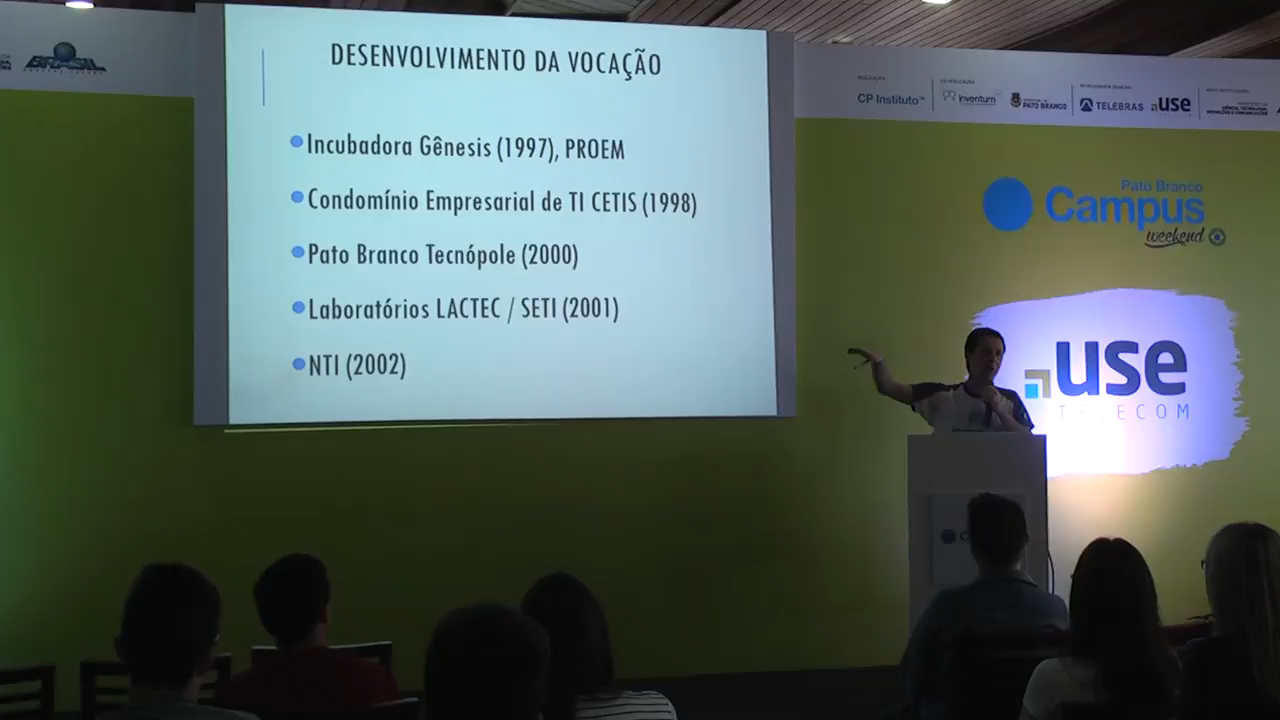 BRASIL
DESENVOLVIMENTO DA VOCAÇÃO
Incubadora Gênesis (1997), PROEM
Condomínio Empresarial de TI CETIS (1998)
Pato Branco Tecnópole (2000)
Laboratórios LACTEC / SETI (2001)
NTI (2002)
CP Instituto
inventum
PATO BRANCO
TELEBRAS
use
Pato Branco
Campus
weekend
use
TELECOM